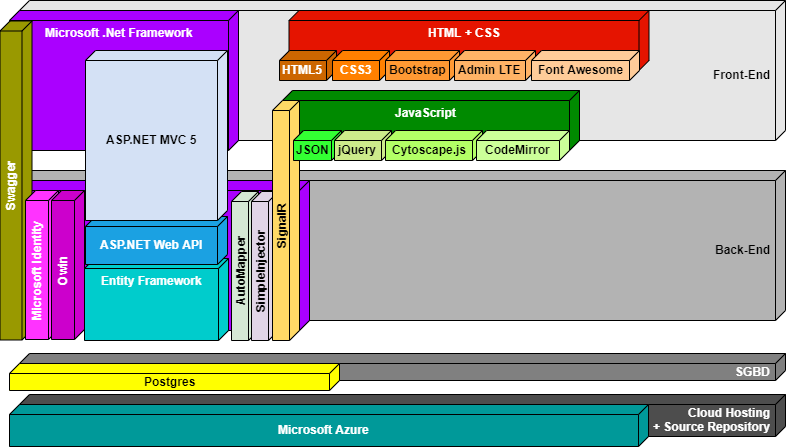 Microsoft .Net Framework
HTML + CSS
HTML5
CSS3
Bootstrap
Admin LTE
Font Awesome
Front-End
JavaScript
ASP.NET MVC 5
JSON
jQuery
Cytoscape.js
CodeMirror
Swagger
Microsoft Identity
OwIn
ASP.NET Web API
Entity Framework
AutoMapper
SimpleInjector
SignalR
Back-End
SGBD
Postgres
Cloud Hosting
+ Source Repository
Microsoft Azure